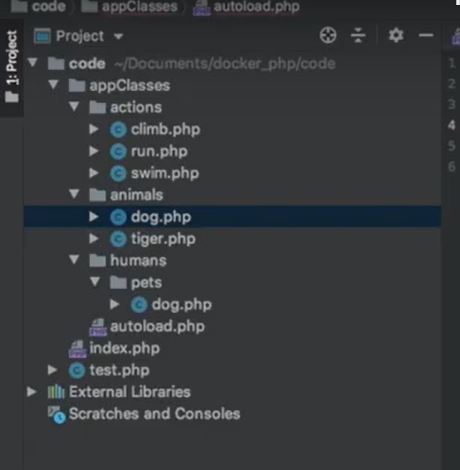 code appClasses autoload.php
1: Project
Project
code ~/Documents/docker_php/code
appClasses
actions
climb.php
run.php
swim.php
animals
dog.php
tiger.php
humans
pets
dog.php
autoload.php
index.php
test.php
External Libraries
Scratches and Consoles
1
2
3
4
5
6